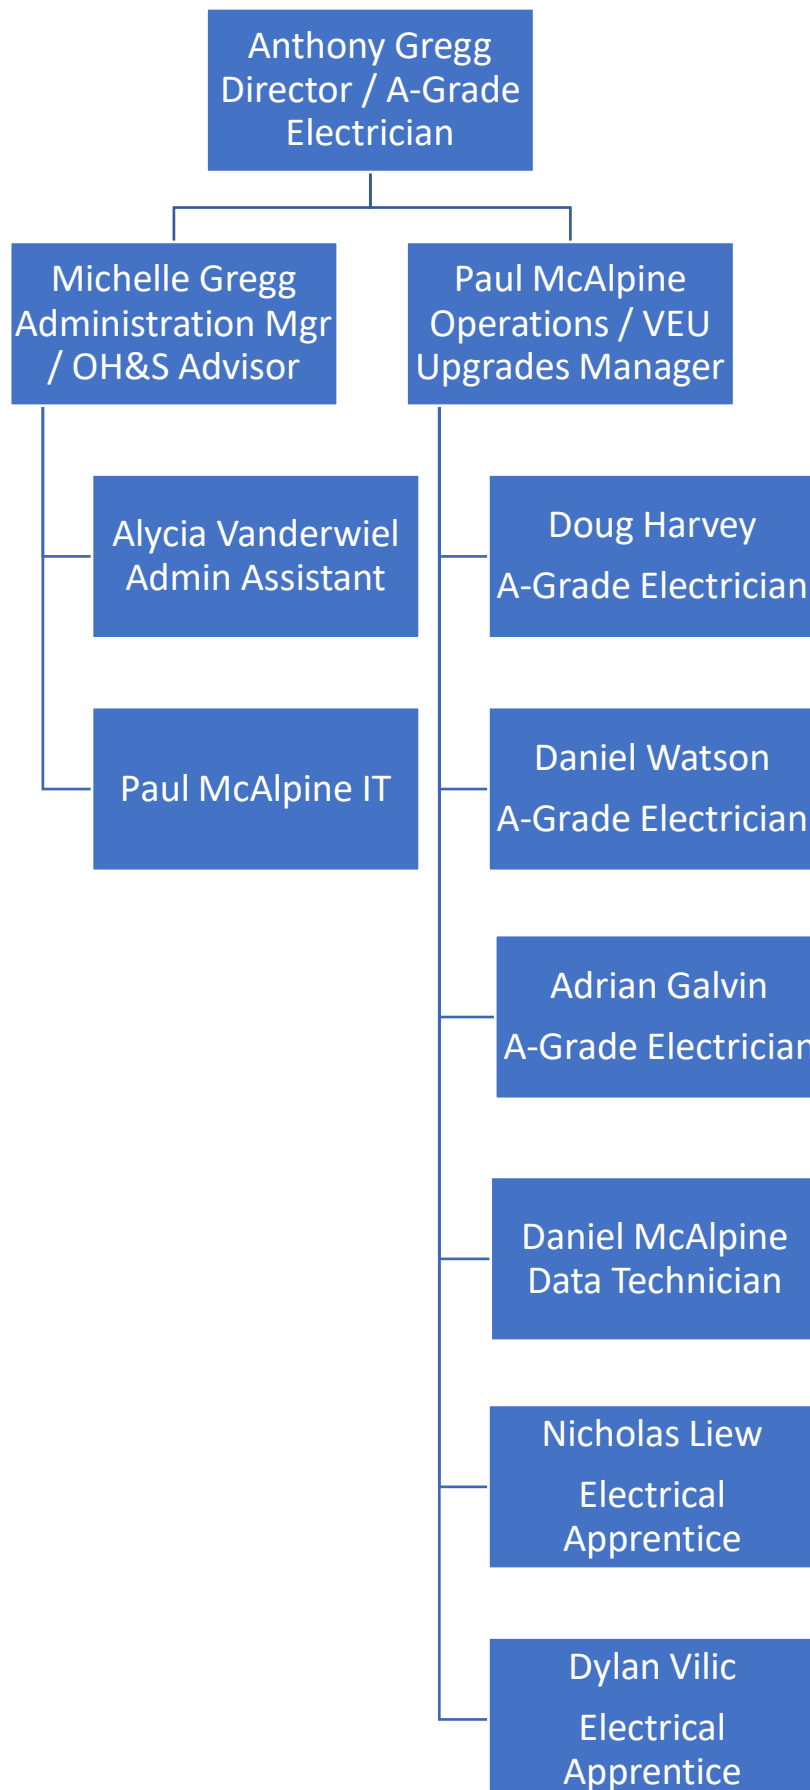 Anthony Gregg
Director / A-Grade
Electrician
Michelle Gregg
Administration Mgr
/ OH&S Advisor
Paul McAlpine
Operations / VEU
Upgrades Manager
Alycia Vanderwiel
Admin Assistant
Paul McAlpine IT
Doug Harvey
A-Grade Electrician
Daniel Watson
A-Grade Electrician
Adrian Galvin
A-Grade Electrician
Daniel McAlpine
Data Technician
Nicholas Liew
Electrical
Apprentice
Dylan Vilic
Electrical
Apprentice